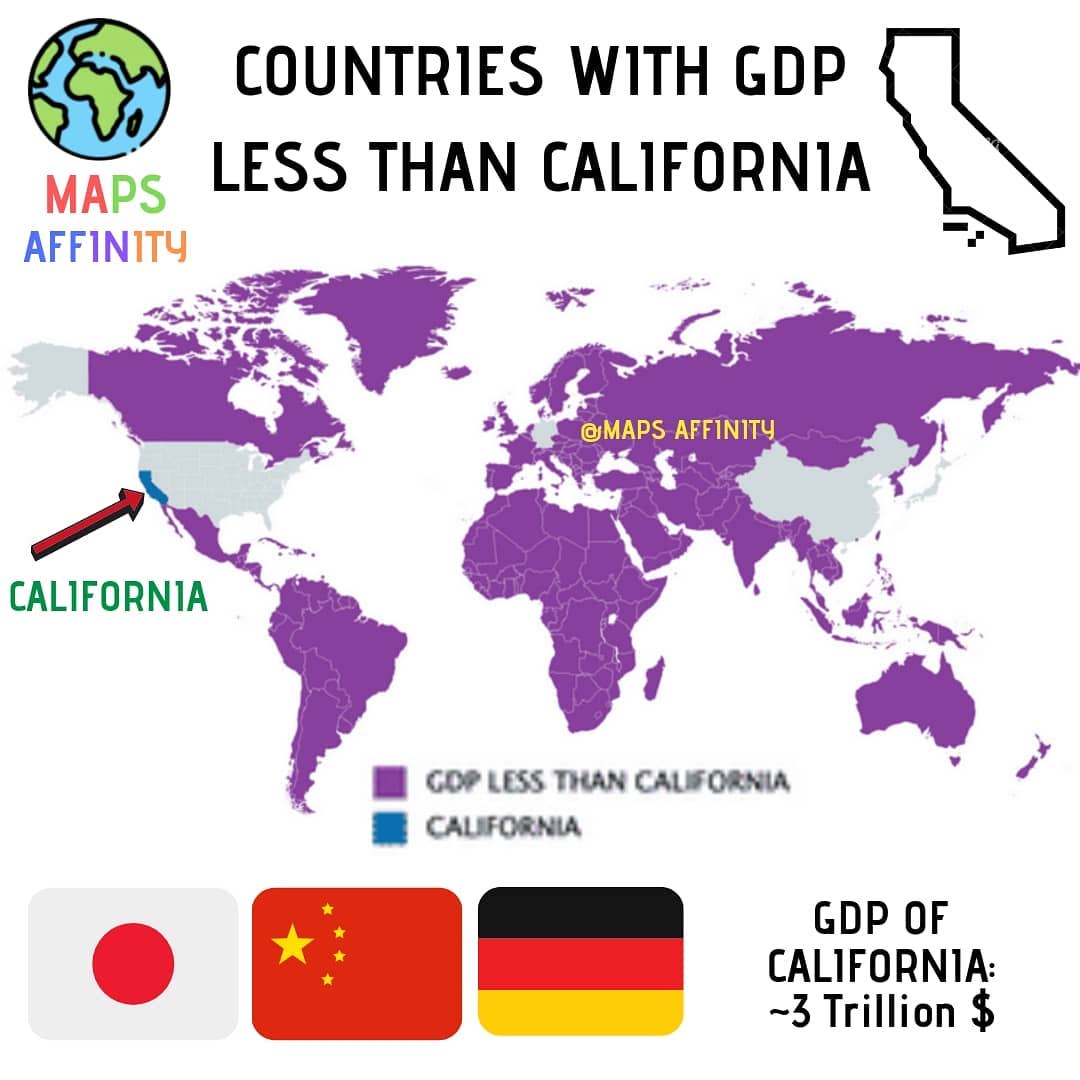 COUNTRIES WITH GDP
LESS THAN CALIFORNIA
MAPS
AFFINITY
@MAPS AFFINITY
CALIFORNIA
GDP LESS THAN CALIFORNIA
CALIFORNIA
GDP OF
CALIFORNIA:
~3 Trillion $